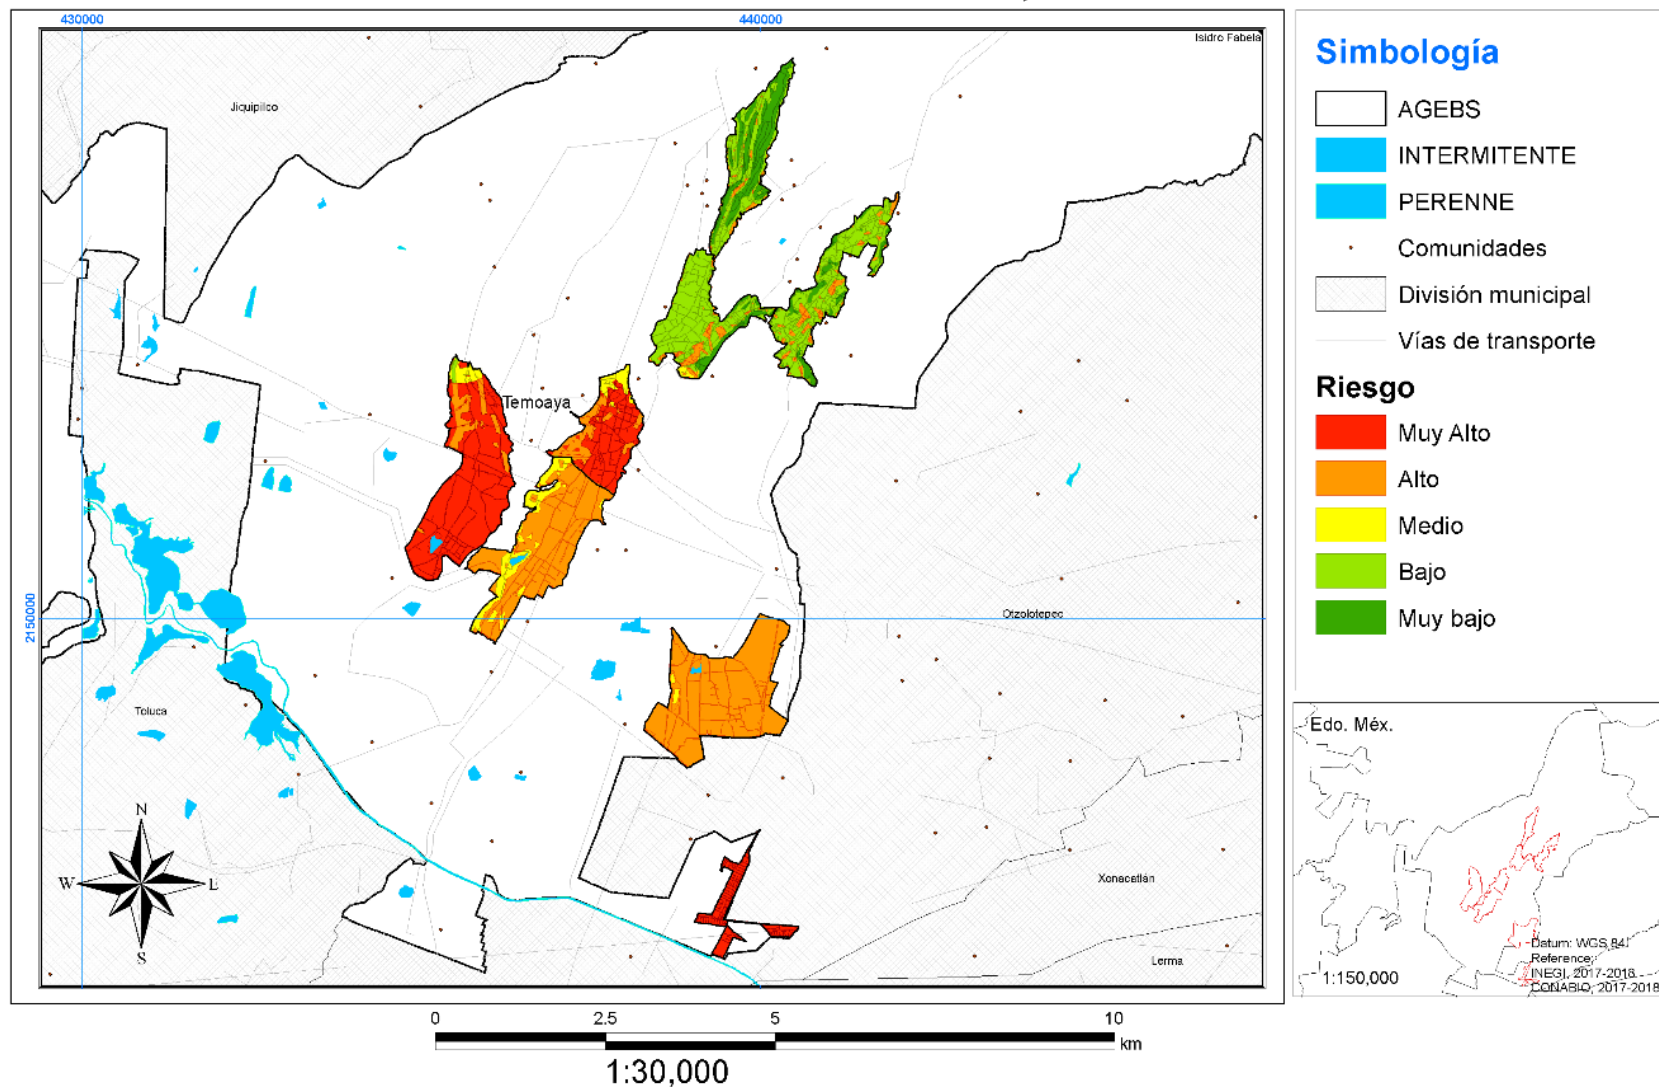 430000
440000
Isidro Fabela
Jiquipilco
Temoaya
2150000
Otzolotepec
Toluca
Xonacatlán
Lerma
N
W
E
S
Simbología
AGEBS
INTERMITENTE
PERENNE
Comunidades
División municipal
Vías de transporte
Riesgo
Muy Alto
Alto
Medio
Bajo
Muy bajo
Edo. Méx.
Datum: WGS 84
Reference:
INEGI, 2017-2018
CONABIO, 2017-2018
1:150,000
0
2.5
5
10
km
1:30,000